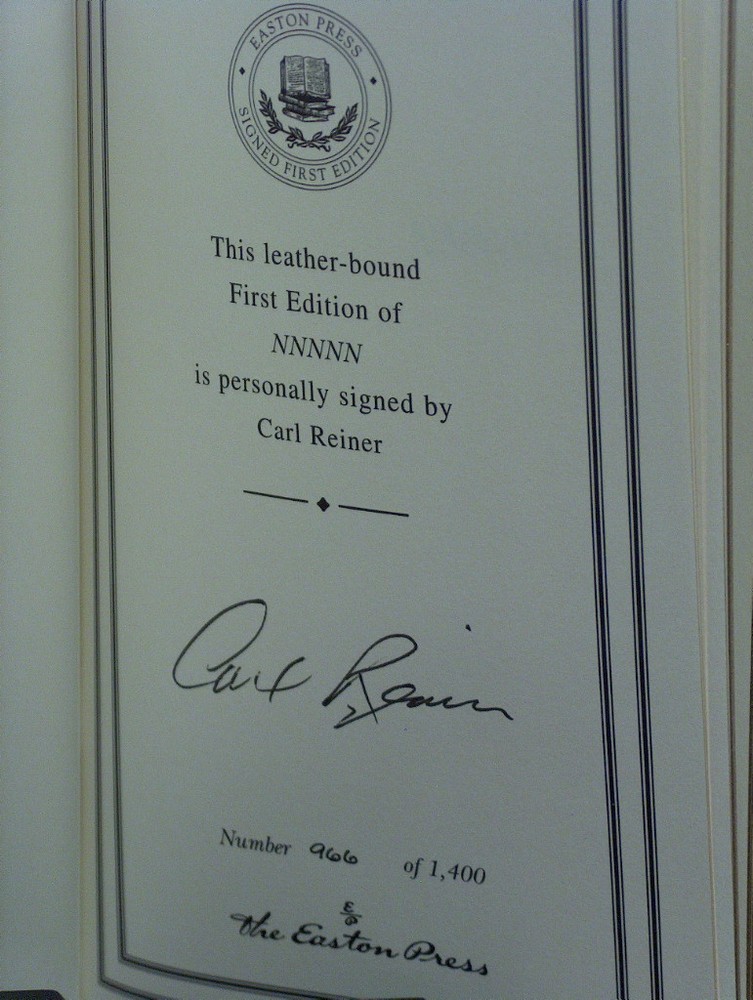 EASTON PRESS
SIGNED FIRST EDITION
This leather-bound
First Edition of
NNNNN
is personally signed by
Carl Reiner
Carl Reiner
Number 966 of 1,400
E/P
The Easton Press